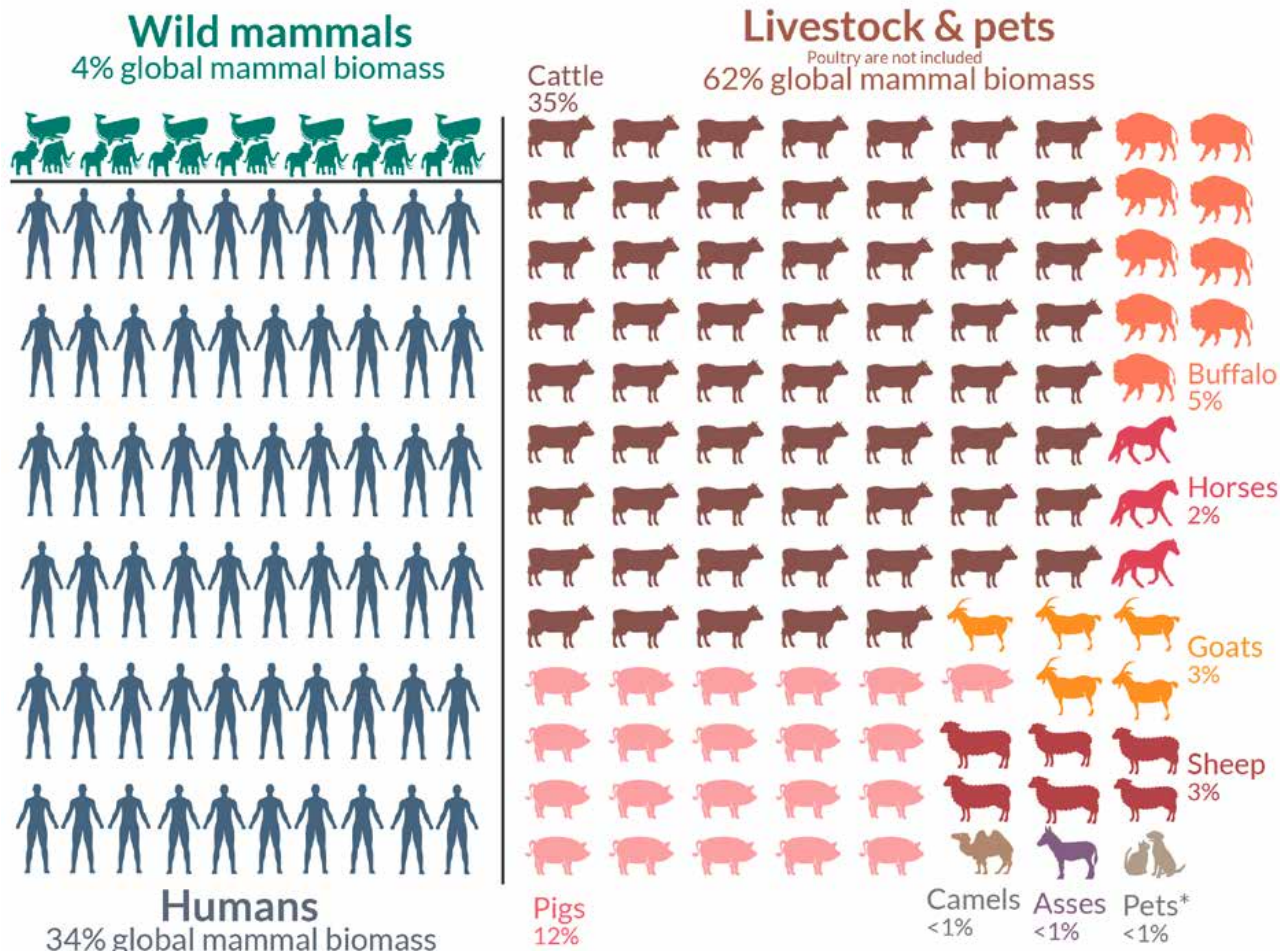 Wild mammals
4% global mammal biomass
Livestock & pets
Poultry are not included
62% global mammal biomass
Cattle
35%
Buffalo
5%
Horses
2%
Goats
3%
Sheep
3%
Camels
<1%
Asses
<1%
Pets*
<1%
Pigs
12%
Humans
34% global mammal biomass